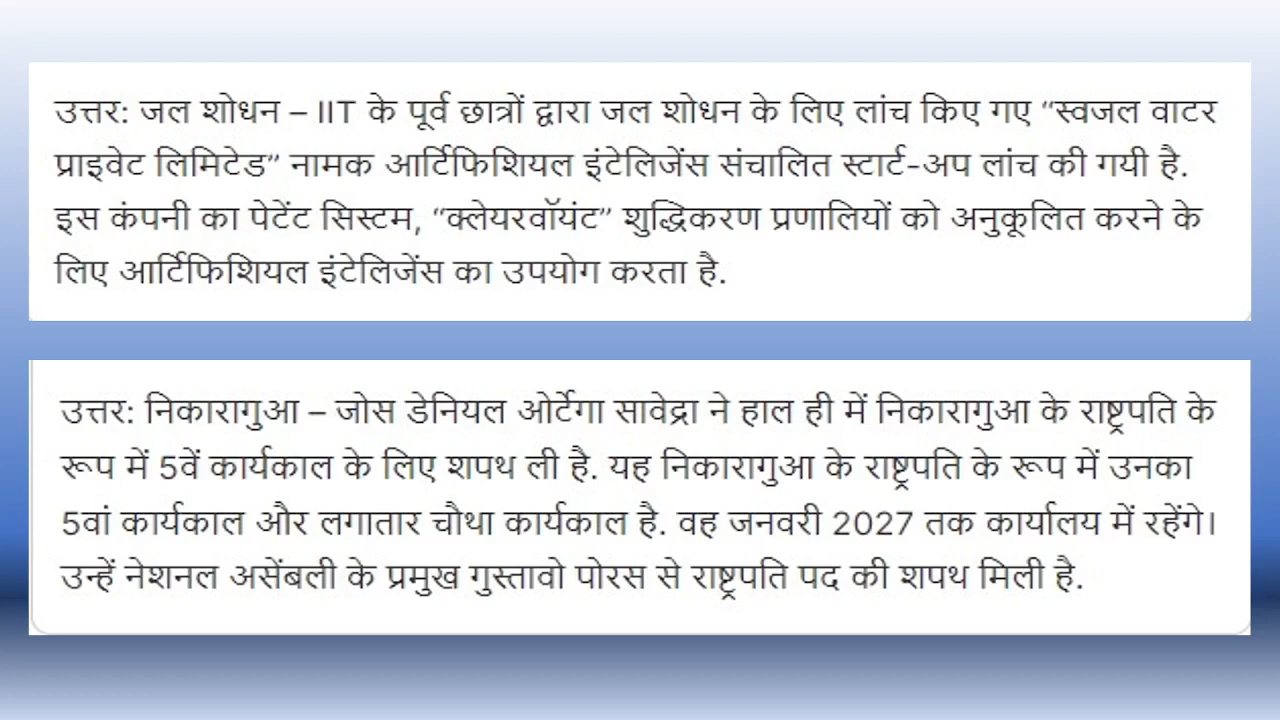 उत्तर: जल शोधन – IIT के पूर्व छात्रों द्वारा जल शोधन के लिए लांच किए गए “स्वजल वाटर
प्राइवेट लिमिटेड” नामक आर्टिफिशियल इंटेलिजेंस संचालित स्टार्ट-अप लांच की गयी है.
इस कंपनी का पेटेंट सिस्टम, “क्लेयरवॉयंट” शुद्धिकरण प्रणालियों को अनुकूलित करने के
लिए आर्टिफिशियल इंटेलिजेंस का उपयोग करता है.
उत्तर: निकारागुआ – जोस डेनियल ओर्टेगा सावेद्रा ने हाल ही में निकारागुआ के राष्ट्रपति के
रूप में 5वें कार्यकाल के लिए शपथ ली है. यह निकारागुआ के राष्ट्रपति के रूप में उनका
5वां कार्यकाल और लगातार चौथा कार्यकाल है. वह जनवरी 2027 तक कार्यालय में रहेंगे।
उन्हें नेशनल असेंबली के प्रमुख गुस्तावो पोरस से राष्ट्रपति पद की शपथ मिली है.